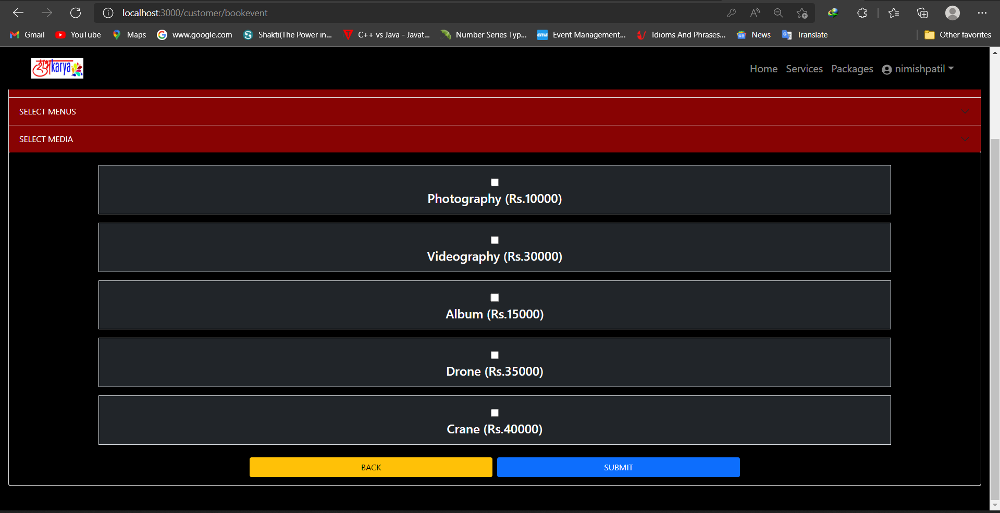 localhost:3000/customer/bookevent
Gmail
YouTube
Maps
www.google.com
Shakti(The Power in...
C++ vs Java - Javat...
Number Series Typ...
Event Management...
Idioms And Phrases...
News
Translate
Other favorites
शुभkarya
Home
Services
Packages
nimishpatil
SELECT MENUS
SELECT MEDIA
Photography (Rs.10000)
Videography (Rs.30000)
Album (Rs.15000)
Drone (Rs.35000)
Crane (Rs.40000)
BACK
SUBMIT